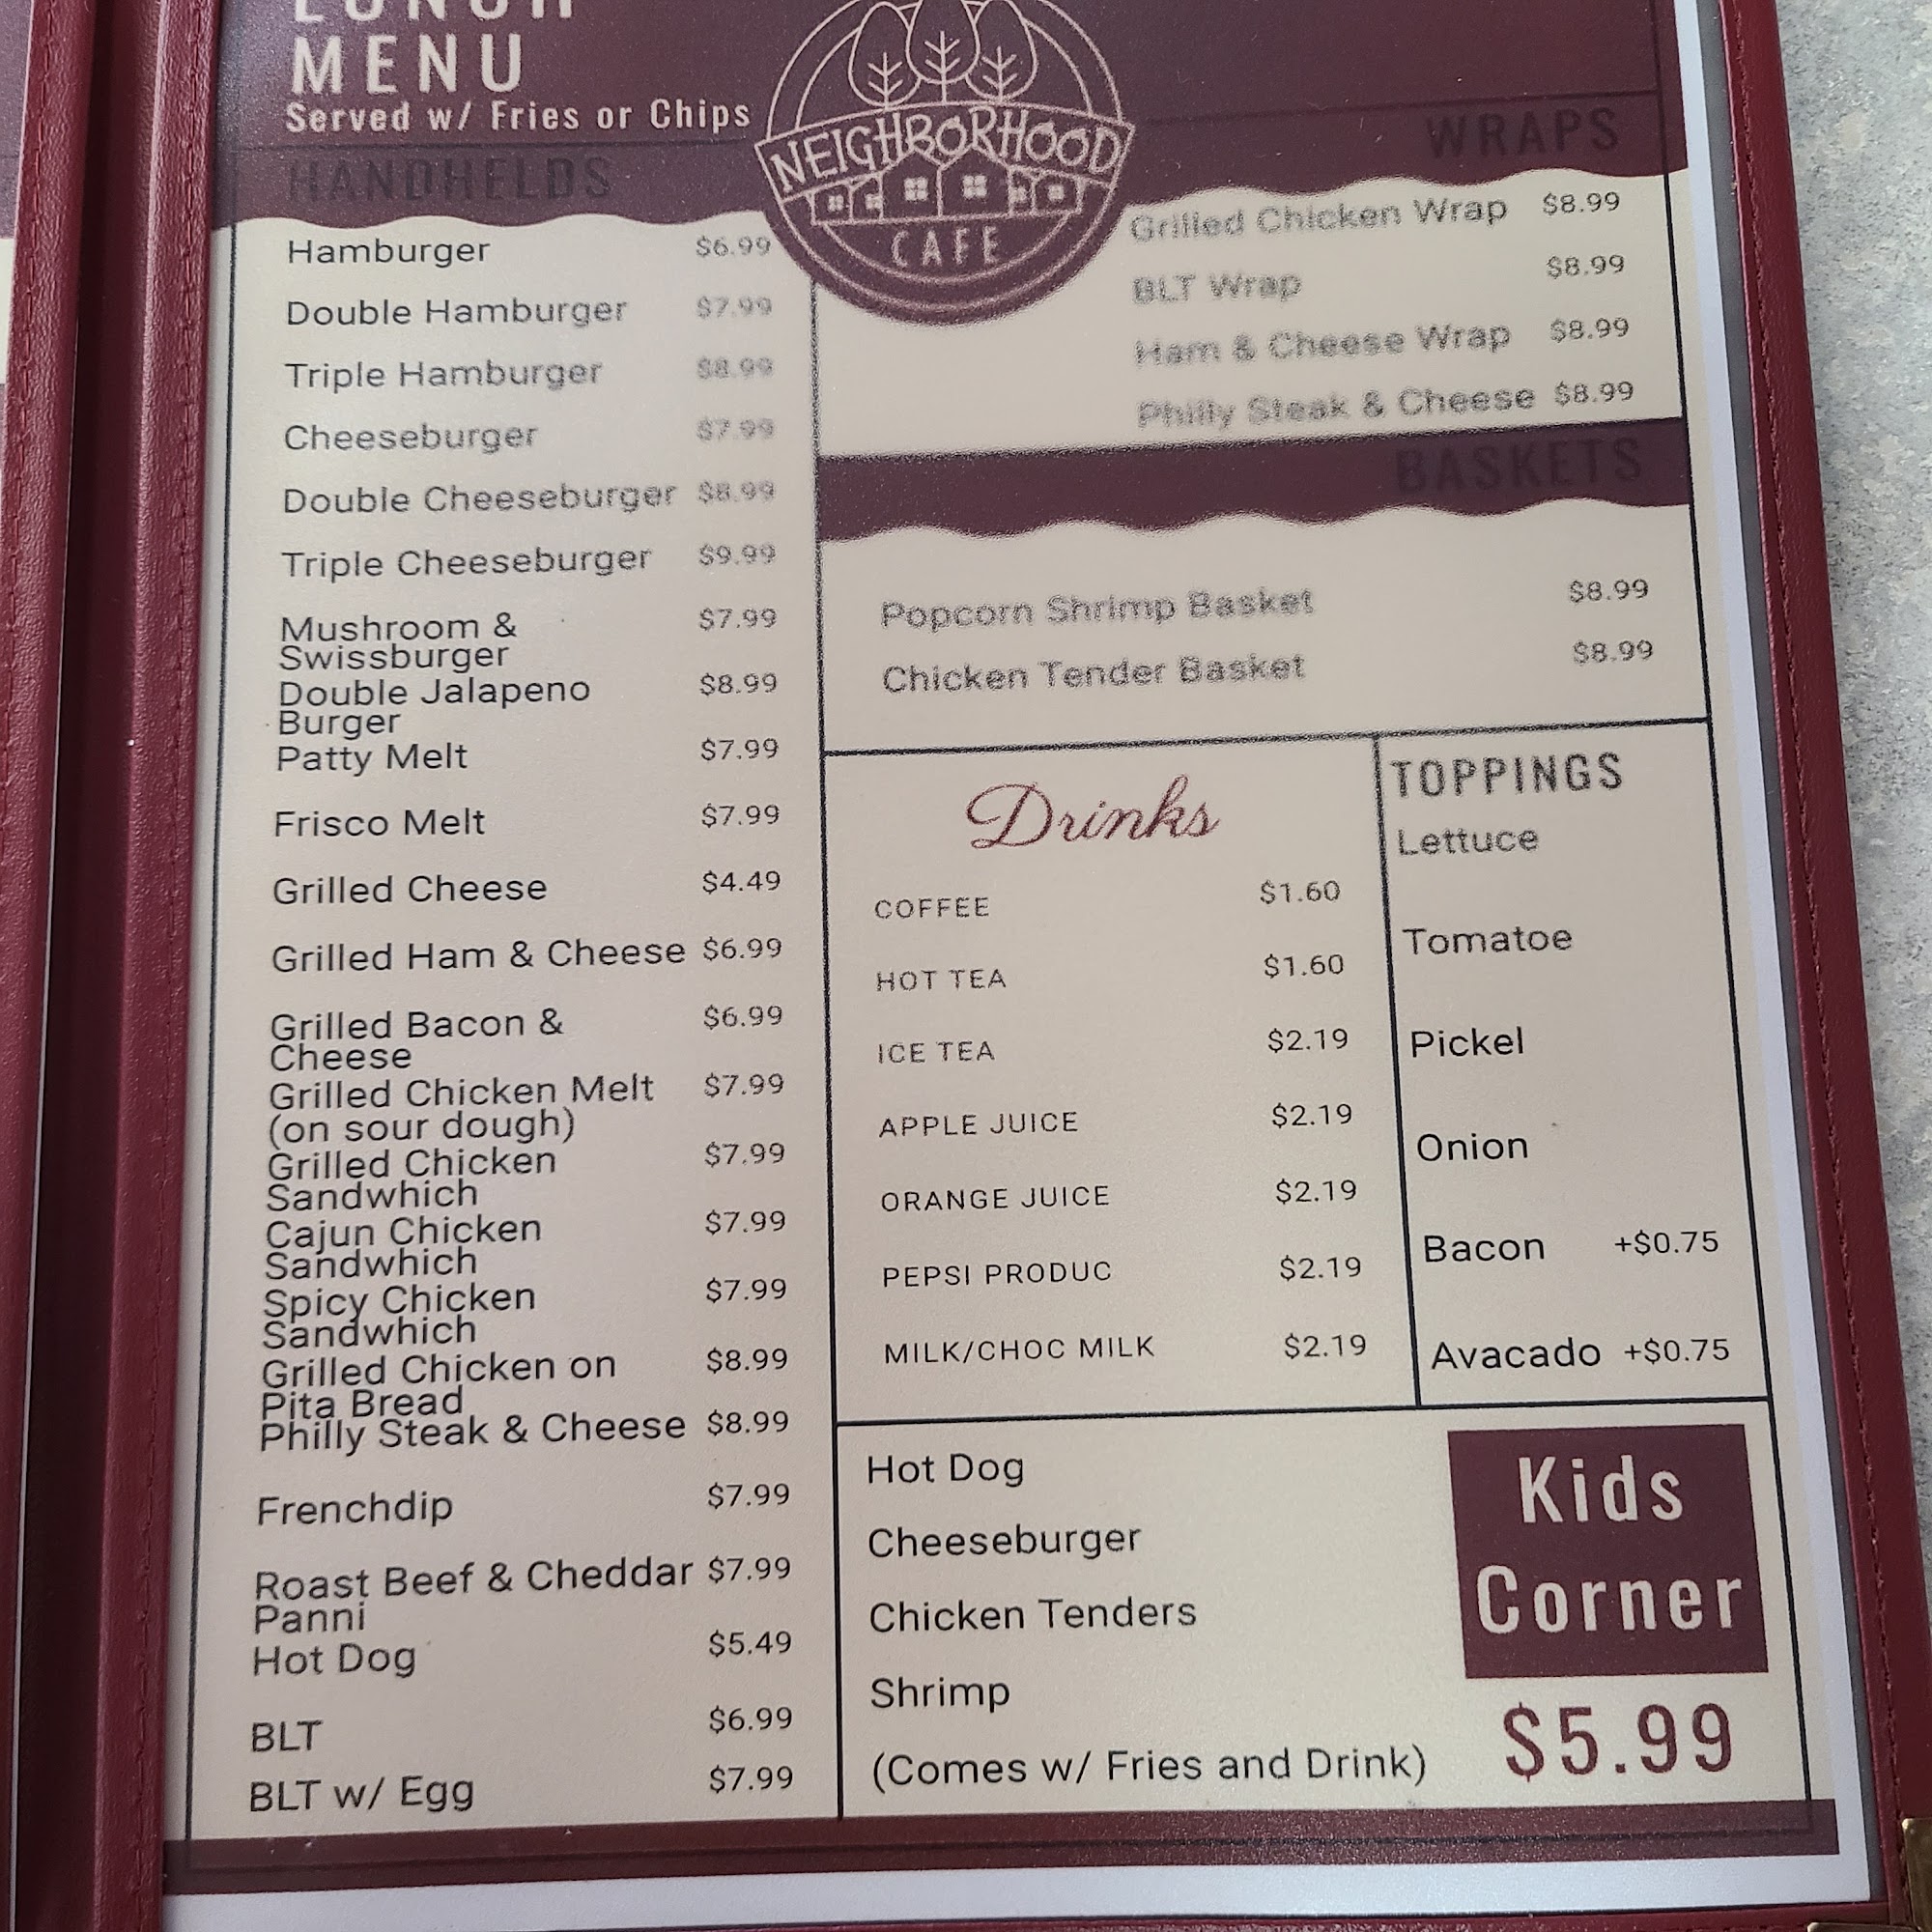 LUNCH
MENU
Served w/ Fries or Chips
NEIGHBORHOOD
CAFE
HANDHELDS
Hamburger $6.99
Double Hamburger $7.99
Triple Hamburger $8.99
Cheeseburger $7.99
Double Cheeseburger $8.99
Triple Cheeseburger $9.99
Mushroom & $7.99
Swissburger
Double Jalapeno $8.99
Burger
Patty Melt $7.99
Frisco Melt $7.99
Grilled Cheese $4.49
Grilled Ham & Cheese $6.99
Grilled Bacon & $6.99
Cheese
Grilled Chicken Melt $7.99
(on sour dough)
Grilled Chicken $7.99
Sandwhich
Cajun Chicken $7.99
Sandwhich
Spicy Chicken $7.99
Sandwhich
Grilled Chicken on $8.99
Pita Bread
Philly Steak & Cheese $8.99
Frenchdip $7.99
Roast Beef & Cheddar $7.99
Panni
Hot Dog $5.49
BLT $6.99
BLT w/ Egg $7.99
WRAPS
Grilled Chicken Wrap $8.99
BLT Wrap $8.99
Ham & Cheese Wrap $8.99
Philly Steak & Cheese $8.99
BASKETS
Popcorn Shrimp Basket $8.99
Chicken Tender Basket $8.99
Drinks
COFFEE $1.60
HOT TEA $1.60
ICE TEA $2.19
APPLE JUICE $2.19
ORANGE JUICE $2.19
PEPSI PRODUC $2.19
MILK/CHOC MILK $2.19
TOPPINGS
Lettuce
Tomatoe
Pickel
Onion
Bacon +$0.75
Avacado +$0.75
Hot Dog
Cheeseburger
Chicken Tenders
Shrimp
(Comes w/ Fries and Drink)
Kids
Corner
$5.99